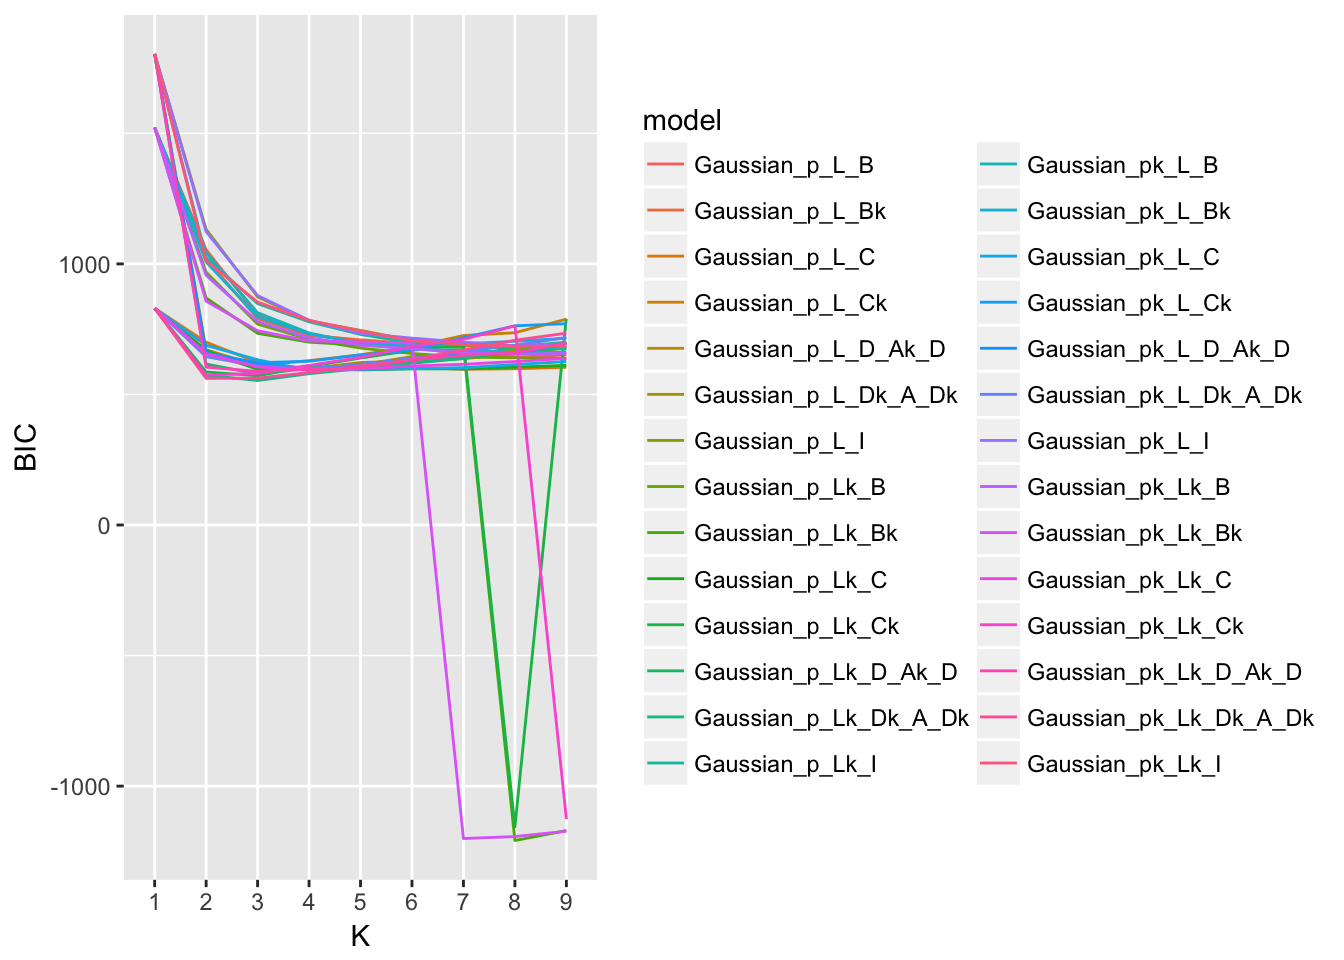 model
Gaussian_p_L_B
Gaussian_p_L_Bk
Gaussian_p_L_C
Gaussian_p_L_Ck
Gaussian_p_L_D_Ak_D
Gaussian_p_L_Dk_A_Dk
Gaussian_p_L_I
Gaussian_p_Lk_B
Gaussian_p_Lk_Bk
Gaussian_p_Lk_C
Gaussian_p_Lk_Ck
Gaussian_p_Lk_D_Ak_D
Gaussian_p_Lk_Dk_A_Dk
Gaussian_p_Lk_I
Gaussian_pk_L_B
Gaussian_pk_L_Bk
Gaussian_pk_L_C
Gaussian_pk_L_Ck
Gaussian_pk_L_D_Ak_D
Gaussian_pk_L_Dk_A_Dk
Gaussian_pk_L_I
Gaussian_pk_Lk_B
Gaussian_pk_Lk_Bk
Gaussian_pk_Lk_C
Gaussian_pk_Lk_Ck
Gaussian_pk_Lk_D_Ak_D
Gaussian_pk_Lk_Dk_A_Dk
Gaussian_pk_Lk_I
BIC
1000
0
-1000
1 2 3 4 5 6 7 8 9
K